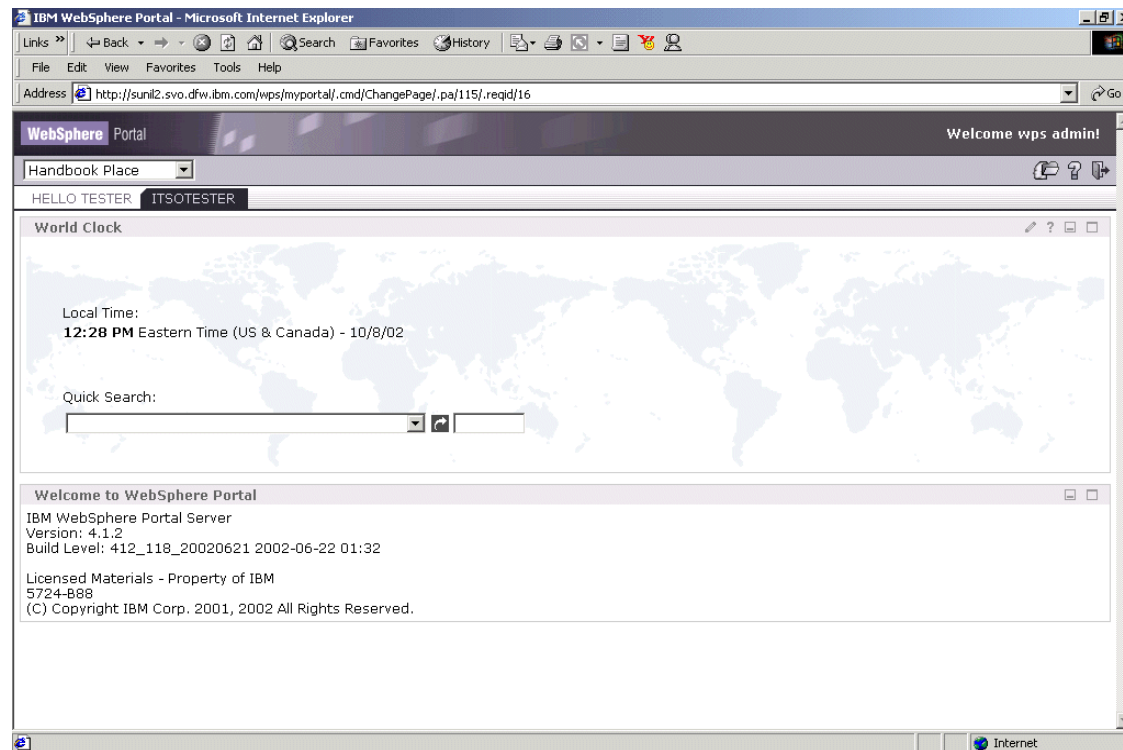 IBM WebSphere Portal - Microsoft Internet Explorer
Links » Back Search Favorites History
File Edit View Favorites Tools Help
Address http://sunil2.svo.dfw.ibm.com/wps/myportal/.cmd/ChangePage/.pa/115/.reqid/16 Go
WebSphere Portal Welcome wps admin!
Handbook Place
HELLO TESTER ITSOTESTER
World Clock
Local Time:
12:28 PM Eastern Time (US & Canada) - 10/8/02
Quick Search:
Welcome to WebSphere Portal
IBM WebSphere Portal Server
Version: 4.1.2
Build Level: 412_118_20020621 2002-06-22 01:32
Licensed Materials - Property of IBM
5724-B88
(C) Copyright IBM Corp. 2001, 2002 All Rights Reserved.
Internet